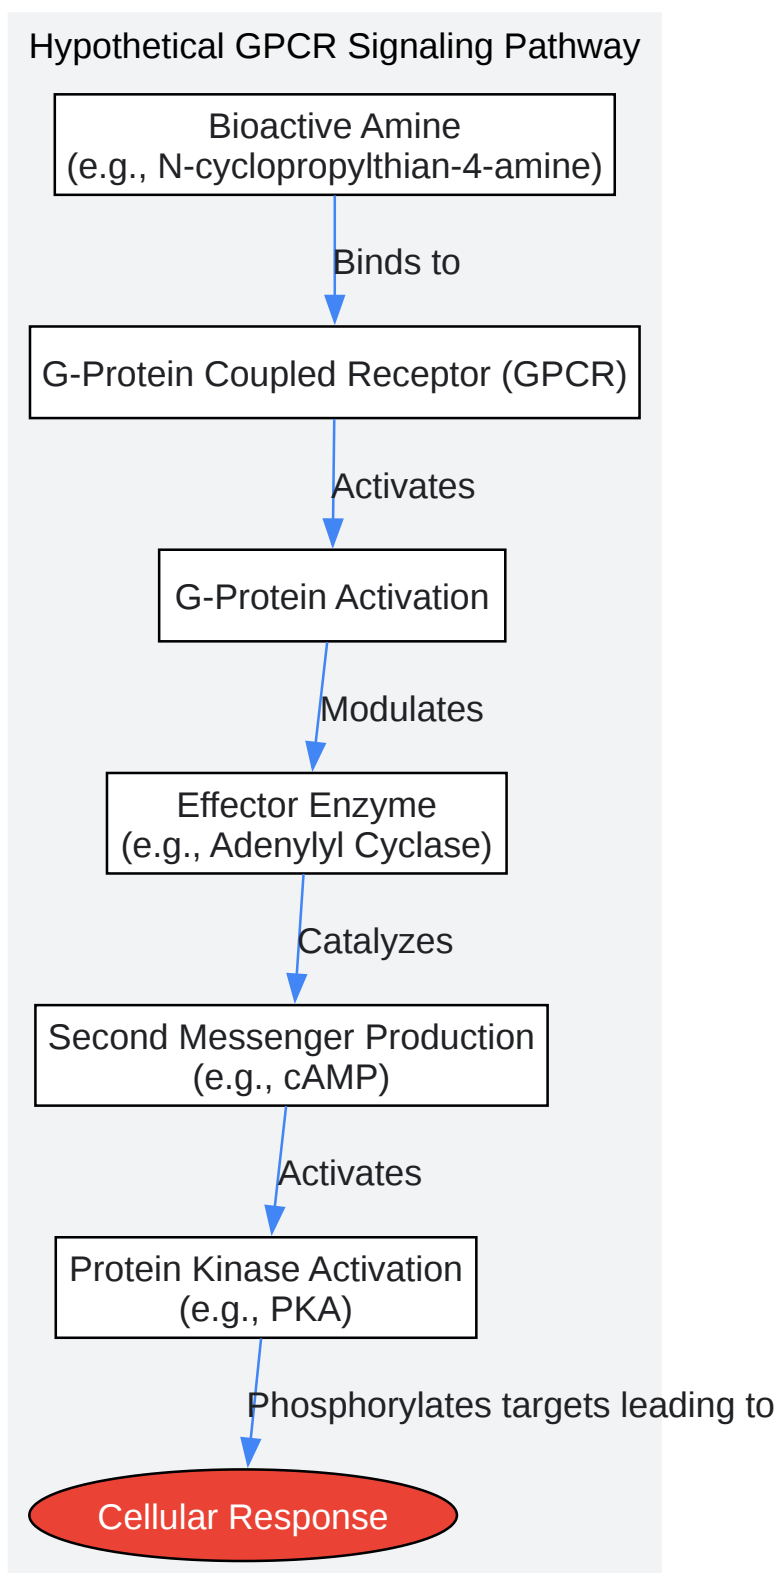 Hypothetical GPCR Signaling Pathway
Bioactive Amine
(e.g., N-cyclopropylthian-4-amine)
Binds to
G-Protein Coupled Receptor (GPCR)
Activates
G-Protein Activation
Modulates
Effector Enzyme
(e.g., Adenylyl Cyclase)
Catalyzes
Second Messenger Production
(e.g., cAMP)
Activates
Protein Kinase Activation
(e.g., PKA)
Phosphorylates targets leading to
Cellular Response